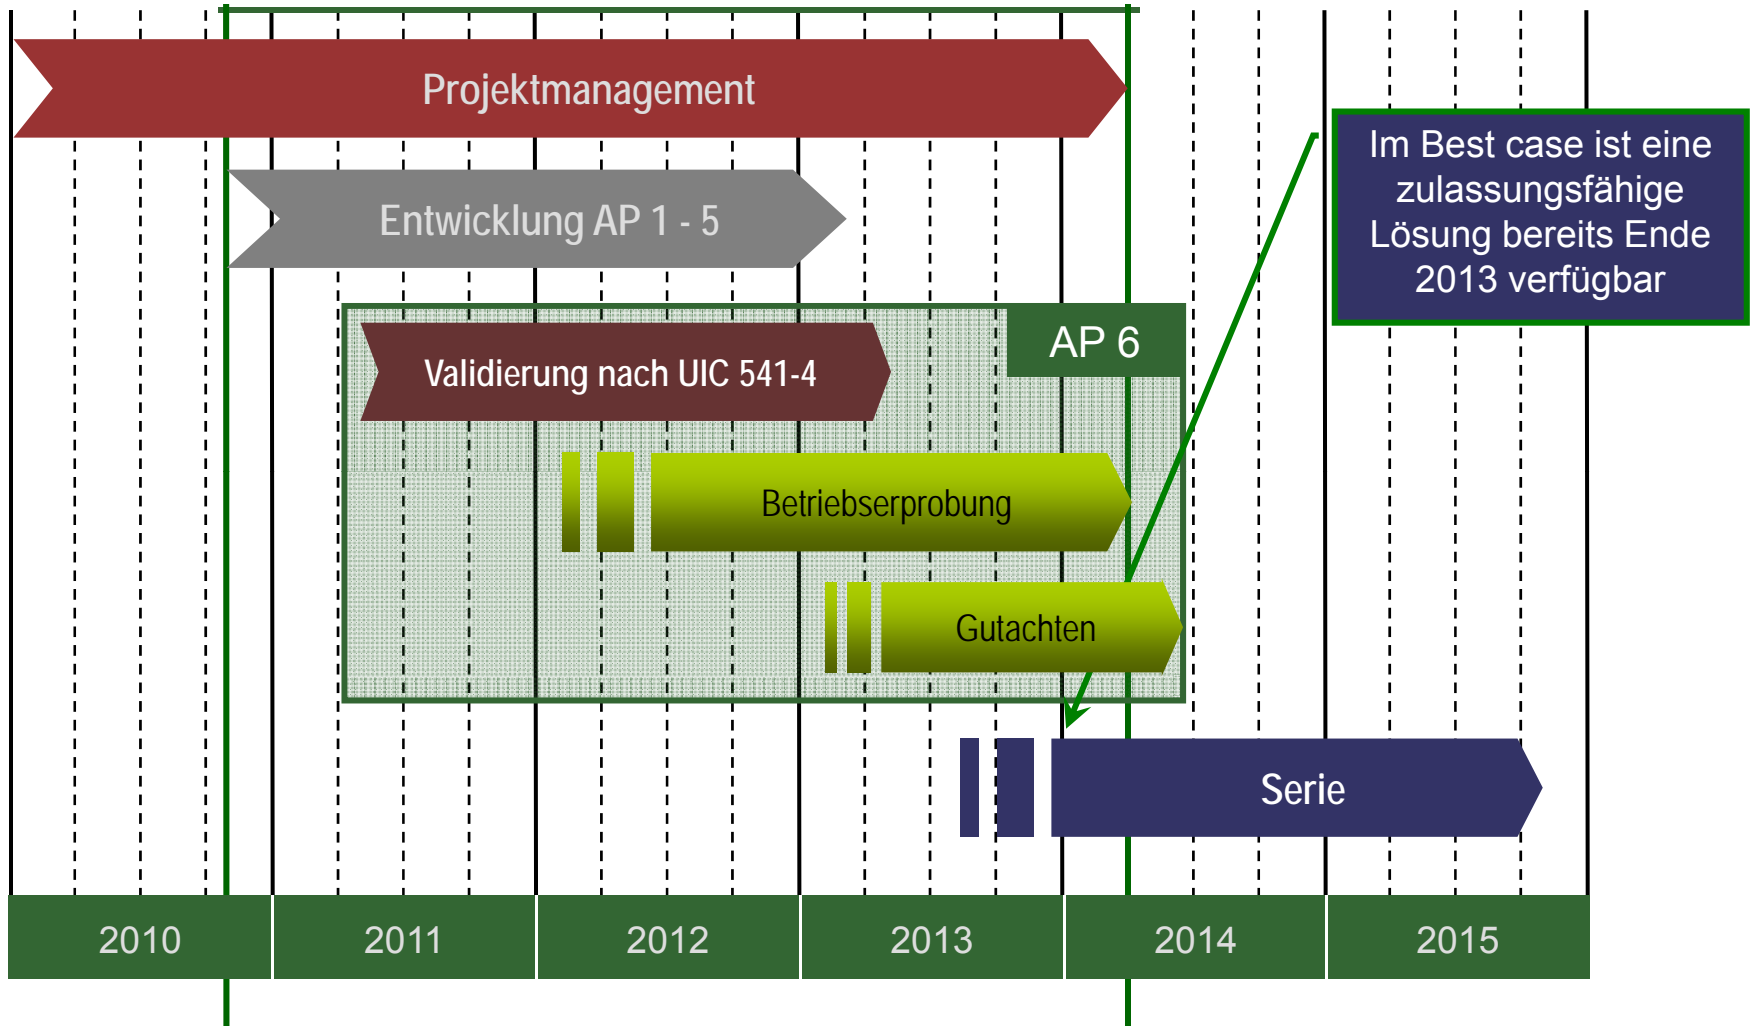 Projektmanagement
Im Best case ist eine
zulassungsfähige
Lösung bereits Ende
2013 verfügbar
Entwicklung AP 1 - 5
AP 6
Validierung nach UIC 541-4
Betriebserprobung
Gutachten
Serie
2010
2011
2012
2013
2014
2015